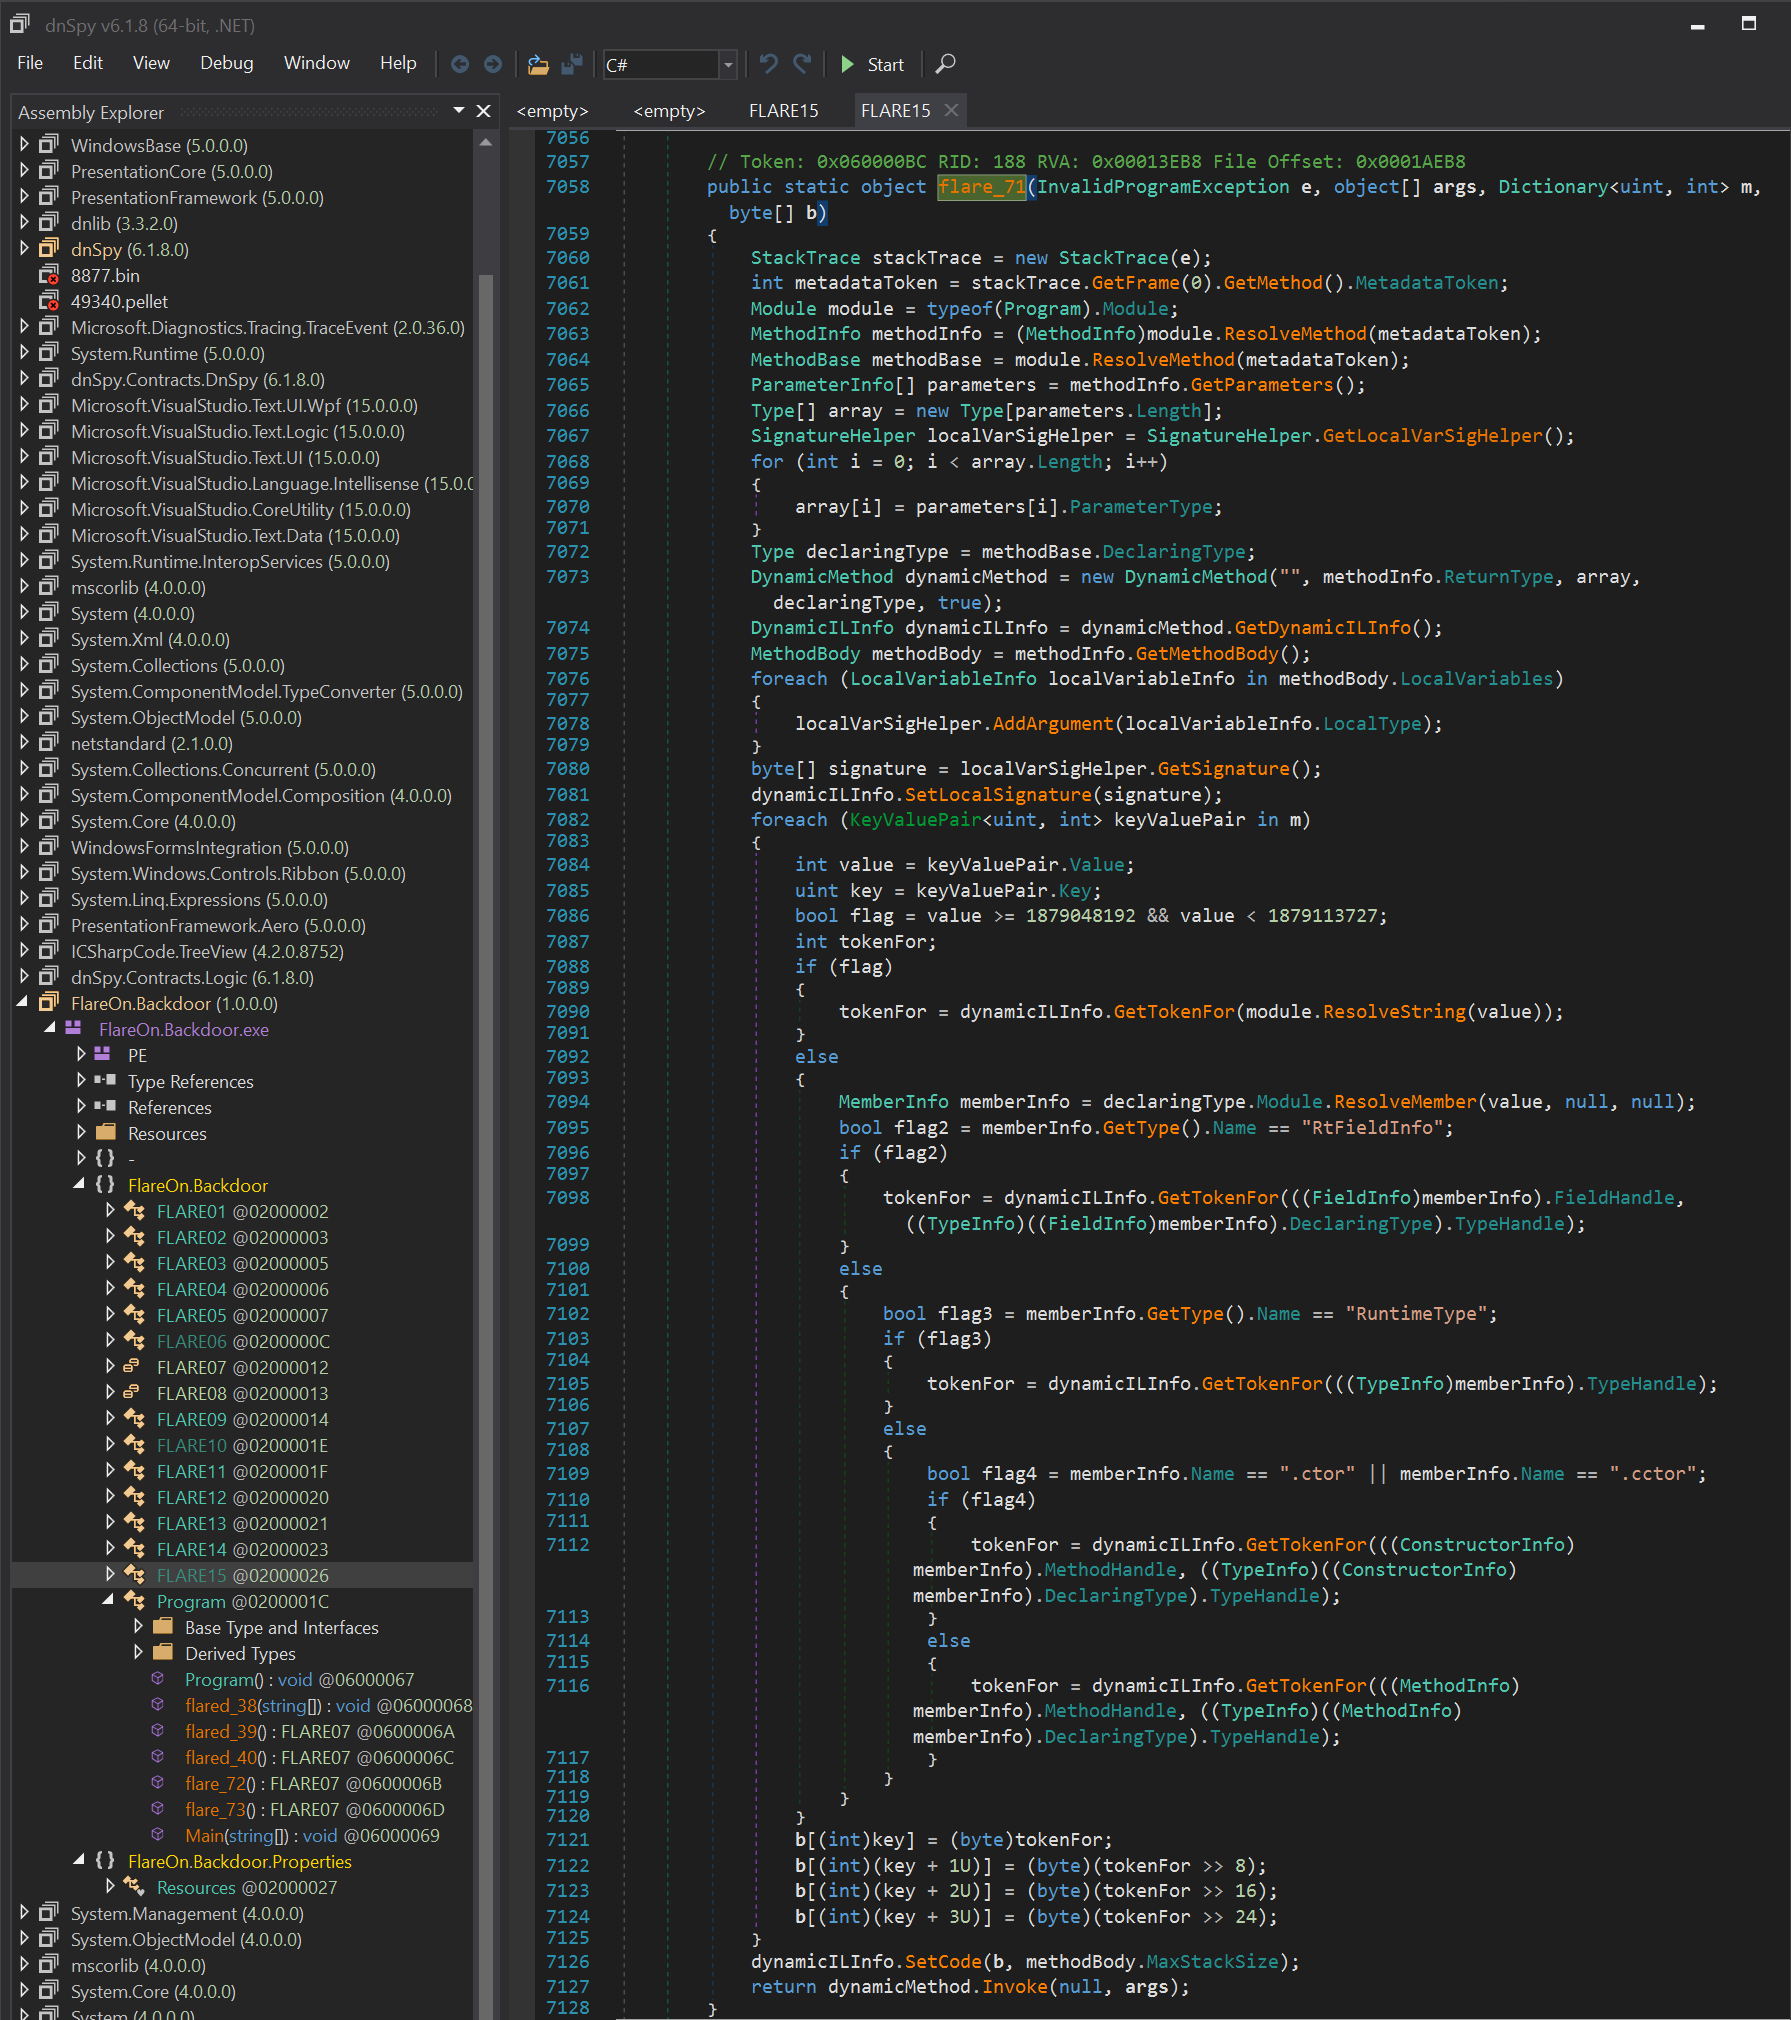 dnSpy v6.1.8 (64-bit, .NET)
File Edit View Debug Window Help C# Start
Assembly Explorer
WindowsBase (5.0.0.0)
PresentationCore (5.0.0.0)
PresentationFramework (5.0.0.0)
dnlib (3.3.2.0)
dnSpy (6.1.8.0)
8877.bin
49340.pellet
Microsoft.Diagnostics.Tracing.TraceEvent (2.0.36.0)
System.Runtime (5.0.0.0)
dnSpy.Contracts.DnSpy (6.1.8.0)
Microsoft.VisualStudio.Text.UI.Wpf (15.0.0.0)
Microsoft.VisualStudio.Text.Logic (15.0.0.0)
Microsoft.VisualStudio.Text.UI (15.0.0.0)
Microsoft.VisualStudio.Language.Intellisense (15.0.0
Microsoft.VisualStudio.CoreUtility (15.0.0.0)
Microsoft.VisualStudio.Text.Data (15.0.0.0)
System.Runtime.InteropServices (5.0.0.0)
mscorlib (4.0.0.0)
System (4.0.0.0)
System.Xml (4.0.0.0)
System.Collections (5.0.0.0)
System.ComponentModel.TypeConverter (5.0.0.0)
System.ObjectModel (5.0.0.0)
netstandard (2.1.0.0)
System.Collections.Concurrent (5.0.0.0)
System.ComponentModel.Composition (4.0.0.0)
System.Core (4.0.0.0)
WindowsFormsIntegration (5.0.0.0)
System.Windows.Controls.Ribbon (5.0.0.0)
System.Linq.Expressions (5.0.0.0)
PresentationFramework.Aero (5.0.0.0)
ICSharpCode.TreeView (4.2.0.8752)
dnSpy.Contracts.Logic (6.1.8.0)
FlareOn.Backdoor (1.0.0.0)
FlareOn.Backdoor.exe
PE
Type References
References
Resources
{ } -
{ } FlareOn.Backdoor
FLARE01 @02000002
FLARE02 @02000003
FLARE03 @02000005
FLARE04 @02000006
FLARE05 @02000007
FLARE06 @0200000C
FLARE07 @02000012
FLARE08 @02000013
FLARE09 @02000014
FLARE10 @0200001E
FLARE11 @0200001F
FLARE12 @02000020
FLARE13 @02000021
FLARE14 @02000023
FLARE15 @02000026
Program @0200001C
Base Type and Interfaces
Derived Types
Program() : void @06000067
flared_38(string[]) : void @06000068
flared_39() : FLARE07 @0600006A
flared_40() : FLARE07 @0600006C
flare_72() : FLARE07 @0600006B
flare_73() : FLARE07 @0600006D
Main(string[]) : void @06000069
{ } FlareOn.Backdoor.Properties
Resources @02000027
System.Management (4.0.0.0)
System.ObjectModel (4.0.0.0)
mscorlib (4.0.0.0)
System.Core (4.0.0.0)
System (4.0.0.0)
<empty> <empty> FLARE15 FLARE15
7056
7057 // Token: 0x060000BC RID: 188 RVA: 0x00013EB8 File Offset: 0x0001AEB8
7058 public static object flare_71(InvalidProgramException e, object[] args, Dictionary<uint, int> m,
byte[] b)
7059 {
7060 StackTrace stackTrace = new StackTrace(e);
7061 int metadataToken = stackTrace.GetFrame(0).GetMethod().MetadataToken;
7062 Module module = typeof(Program).Module;
7063 MethodInfo methodInfo = (MethodInfo)module.ResolveMethod(metadataToken);
7064 MethodBase methodBase = module.ResolveMethod(metadataToken);
7065 ParameterInfo[] parameters = methodInfo.GetParameters();
7066 Type[] array = new Type[parameters.Length];
7067 SignatureHelper localVarSigHelper = SignatureHelper.GetLocalVarSigHelper();
7068 for (int i = 0; i < array.Length; i++)
7069 {
7070 array[i] = parameters[i].ParameterType;
7071 }
7072 Type declaringType = methodBase.DeclaringType;
7073 DynamicMethod dynamicMethod = new DynamicMethod("", methodInfo.ReturnType, array,
declaringType, true);
7074 DynamicILInfo dynamicILInfo = dynamicMethod.GetDynamicILInfo();
7075 MethodBody methodBody = methodInfo.GetMethodBody();
7076 foreach (LocalVariableInfo localVariableInfo in methodBody.LocalVariables)
7077 {
7078 localVarSigHelper.AddArgument(localVariableInfo.LocalType);
7079 }
7080 byte[] signature = localVarSigHelper.GetSignature();
7081 dynamicILInfo.SetLocalSignature(signature);
7082 foreach (KeyValuePair<uint, int> keyValuePair in m)
7083 {
7084 int value = keyValuePair.Value;
7085 uint key = keyValuePair.Key;
7086 bool flag = value >= 1879048192 && value < 1879113727;
7087 int tokenFor;
7088 if (flag)
7089 {
7090 tokenFor = dynamicILInfo.GetTokenFor(module.ResolveString(value));
7091 }
7092 else
7093 {
7094 MemberInfo memberInfo = declaringType.Module.ResolveMember(value, null, null);
7095 bool flag2 = memberInfo.GetType().Name == "RtFieldInfo";
7096 if (flag2)
7097 {
7098 tokenFor = dynamicILInfo.GetTokenFor(((FieldInfo)memberInfo).FieldHandle,
((TypeInfo)((FieldInfo)memberInfo).DeclaringType).TypeHandle);
7099 }
7100 else
7101 {
7102 bool flag3 = memberInfo.GetType().Name == "RuntimeType";
7103 if (flag3)
7104 {
7105 tokenFor = dynamicILInfo.GetTokenFor(((TypeInfo)memberInfo).TypeHandle);
7106 }
7107 else
7108 {
7109 bool flag4 = memberInfo.Name == ".ctor" || memberInfo.Name == ".cctor";
7110 if (flag4)
7111 {
7112 tokenFor = dynamicILInfo.GetTokenFor(((ConstructorInfo)
memberInfo).MethodHandle, ((TypeInfo)((ConstructorInfo)
memberInfo).DeclaringType).TypeHandle);
7113 }
7114 else
7115 {
7116 tokenFor = dynamicILInfo.GetTokenFor(((MethodInfo)
memberInfo).MethodHandle, ((TypeInfo)((MethodInfo)
memberInfo).DeclaringType).TypeHandle);
7117 }
7118 }
7119 }
7120 }
7121 b[(int)key] = (byte)tokenFor;
7122 b[(int)(key + 1U)] = (byte)(tokenFor >> 8);
7123 b[(int)(key + 2U)] = (byte)(tokenFor >> 16);
7124 b[(int)(key + 3U)] = (byte)(tokenFor >> 24);
7125 }
7126 dynamicILInfo.SetCode(b, methodBody.MaxStackSize);
7127 return dynamicMethod.Invoke(null, args);
7128 }